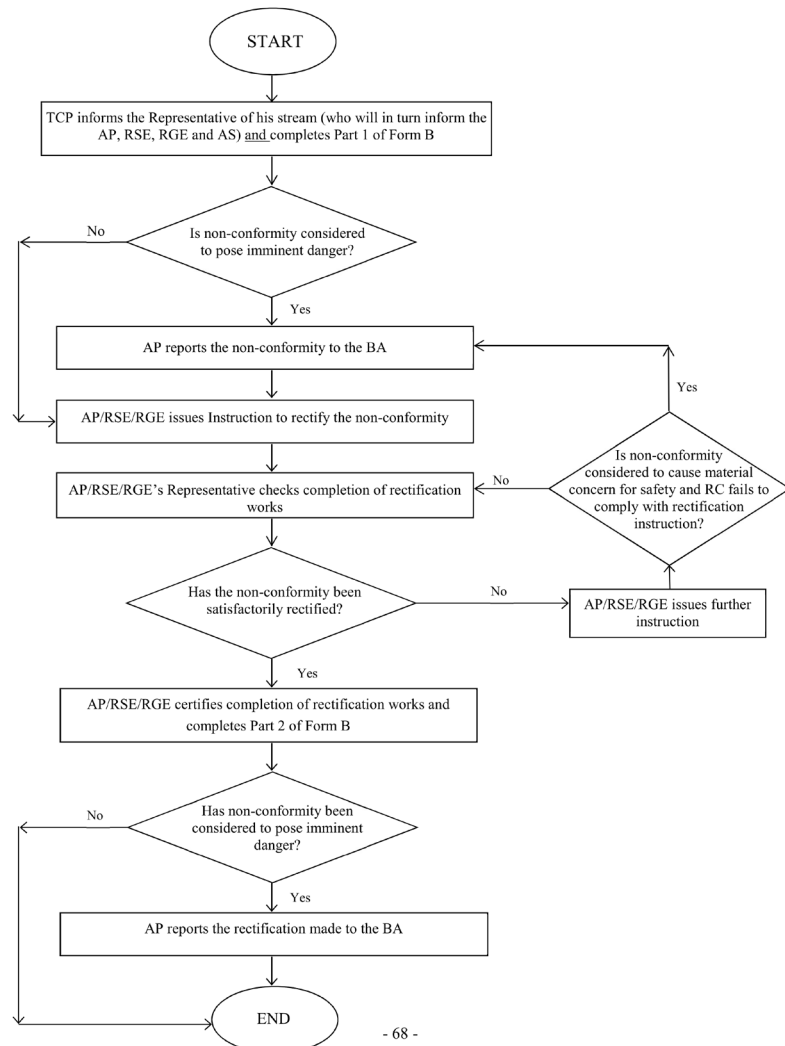 START
TCP informs the Representative of his stream (who will in turn inform the
AP, RSE, RGE and AS) and completes Part 1 of Form B
No
Is non-conformity considered
to pose imminent danger?
Yes
AP reports the non-conformity to the BA
Yes
AP/RSE/RGE issues Instruction to rectify the non-conformity
Is non-conformity
considered to cause material
concern for safety and RC fails to
comply with rectification
instruction?
No
AP/RSE/RGE's Representative checks completion of rectification
works
Has the non-conformity been
satisfactorily rectified?
No
AP/RSE/RGE issues further
instruction
Yes
AP/RSE/RGE certifies completion of rectification works and
completes Part 2 of Form B
No
Has non-conformity been
considered to pose imminent
danger?
Yes
AP reports the rectification made to the BA
END
- 68 -